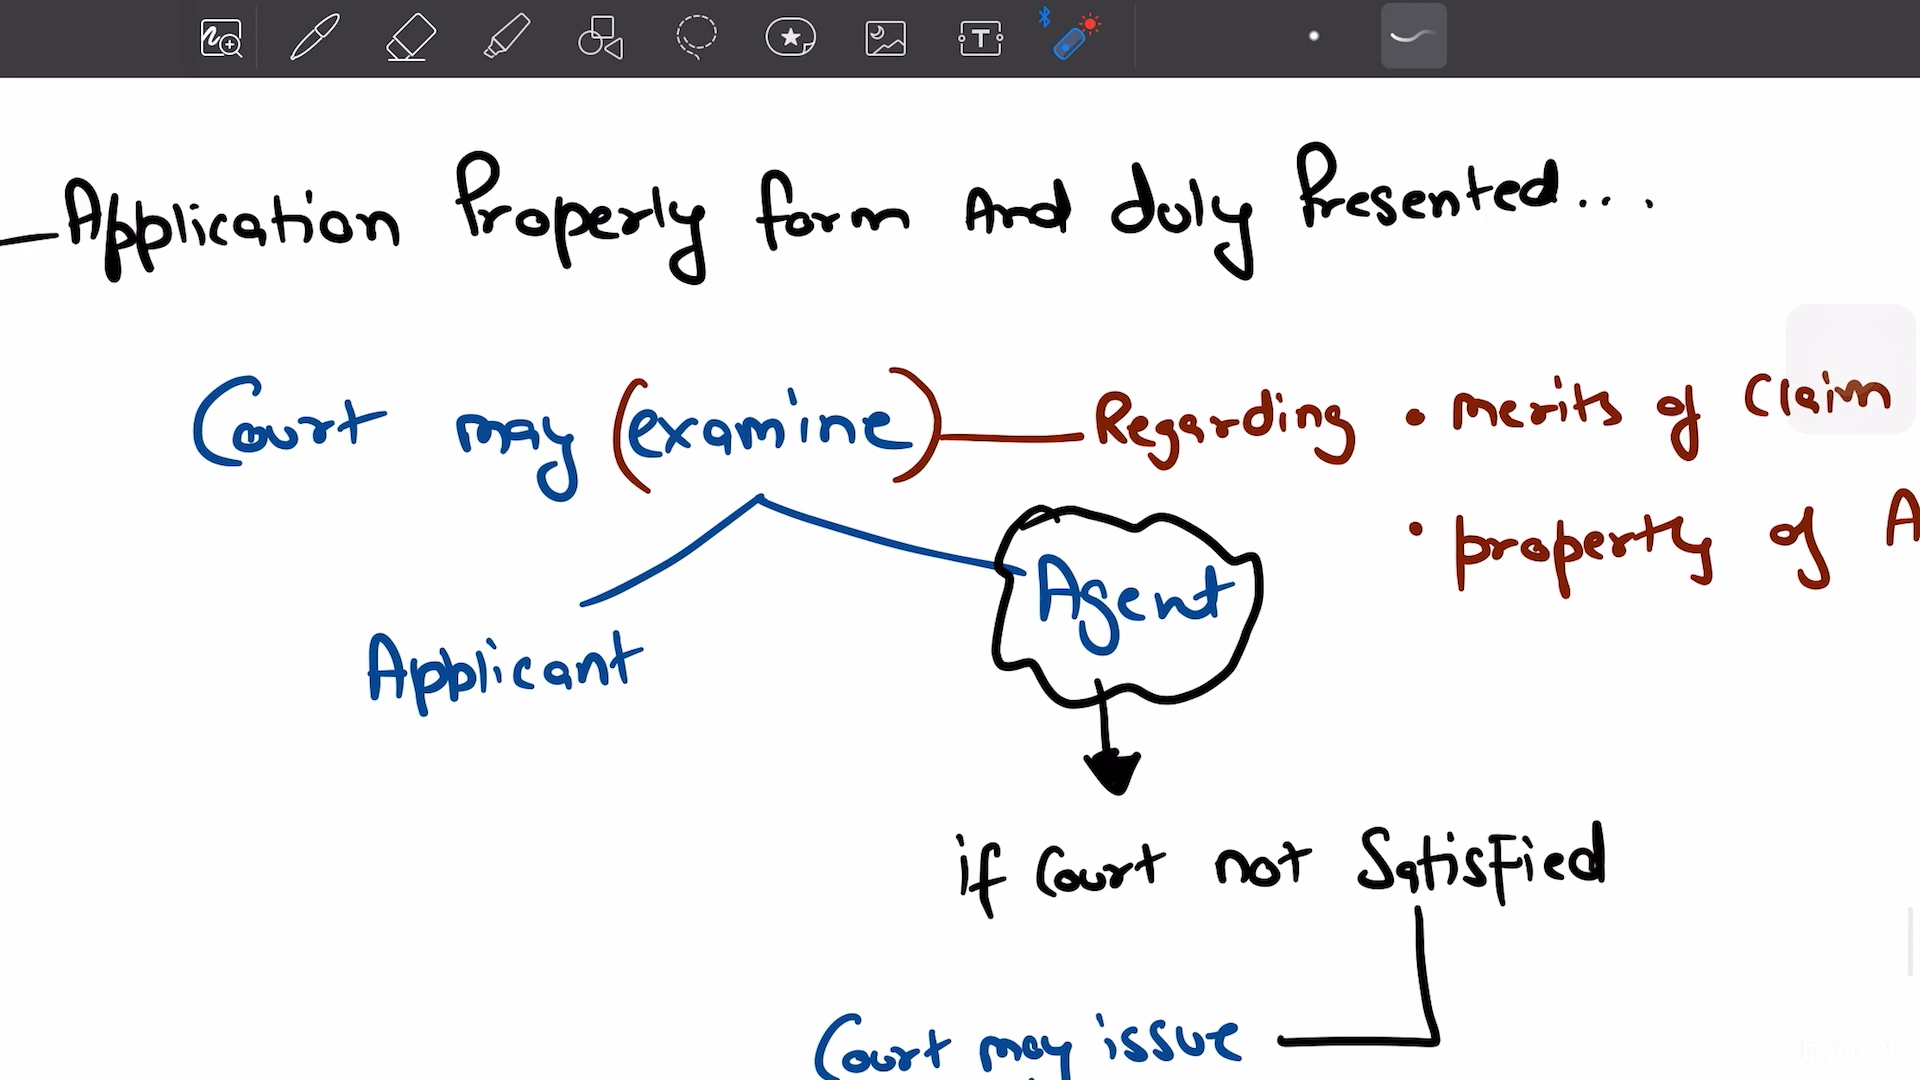 Application Properly form And duly Presented...
Court may (examine) Regarding • merits of Claim
• property of A
Agent
Applicant
if Court not Satisfied
Court may issue